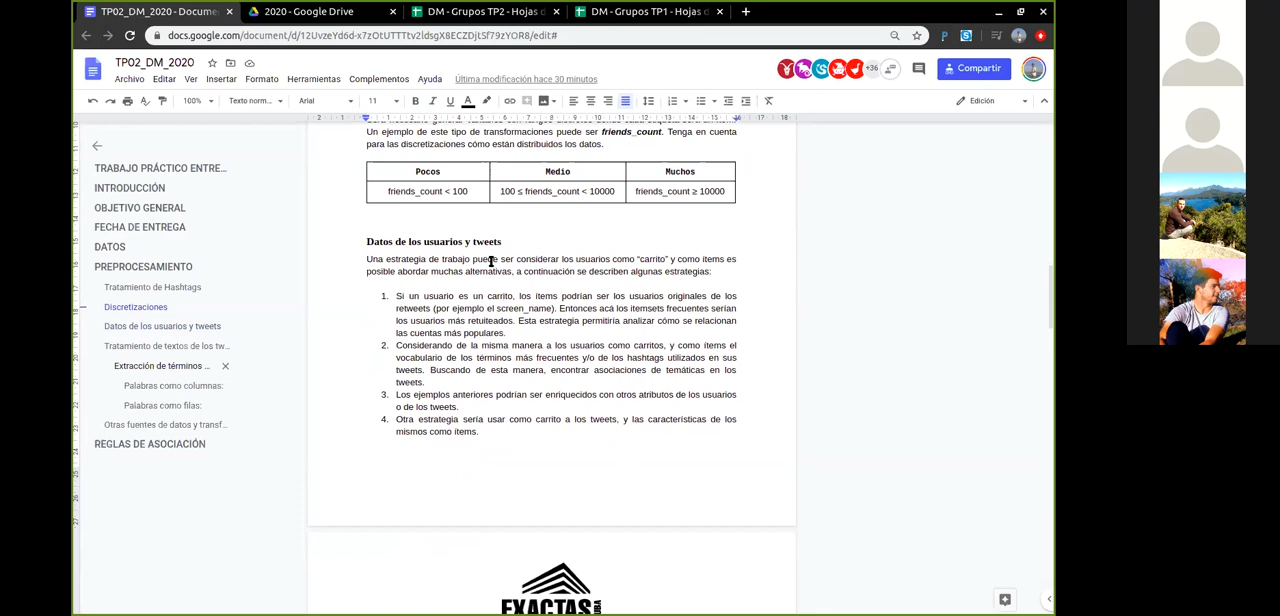 TP02_DM_2020 - Docume
2020 - Google Drive
DM - Grupos TP2 - Hojas d
DM - Grupos TP1 - Hojas d
docs.google.com/document/d/12UvzeYd6d-x7zOtUTTTtv2ldsgX8ECZDjtSf79zYOR8/edit#
TP02_DM_2020
Archivo Editar Ver Insertar Formato Herramientas Complementos Ayuda Última modificación hace 30 minutos
+36
Compartir
100% Texto norm... Arial 11
Edición
TRABAJO PRÁCTICO ENTRE...
INTRODUCCIÓN
OBJETIVO GENERAL
FECHA DE ENTREGA
DATOS
PREPROCESAMIENTO
Tratamiento de Hashtags
Discretizaciones
Datos de los usuarios y tweets
Tratamiento de textos de los tw...
Extracción de términos ...
Palabras como columnas:
Palabras como filas:
Otras fuentes de datos y transf...
REGLAS DE ASOCIACIÓN
Un ejemplo de este tipo de transformaciones puede ser friends_count. Tenga en cuenta
para las discretizaciones cómo están distribuidos los datos.
Pocos Medio Muchos
friends_count < 100 100 ≤ friends_count < 10000 friends_count ≥ 10000
Datos de los usuarios y tweets
Una estrategia de trabajo puede ser considerar los usuarios como “carrito” y como ítems es
posible abordar muchas alternativas, a continuación se describen algunas estrategias:
1. Si un usuario es un carrito, los ítems podrían ser los usuarios originales de los
retweets (por ejemplo el screen_name). Entonces acá los itemsets frecuentes serían
los usuarios más retuiteados. Esta estrategia permitiría analizar cómo se relacionan
las cuentas más populares.
2. Considerando de la misma manera a los usuarios como carritos, y como ítems el
vocabulario de los términos más frecuentes y/o de los hashtags utilizados en sus
tweets. Buscando de esta manera, encontrar asociaciones de temáticas en los
tweets.
3. Los ejemplos anteriores podrían ser enriquecidos con otros atributos de los usuarios
o de los tweets.
4. Otra estrategia sería usar como carrito a los tweets, y las características de los
mismos como ítems.
EXACTAS
UBA